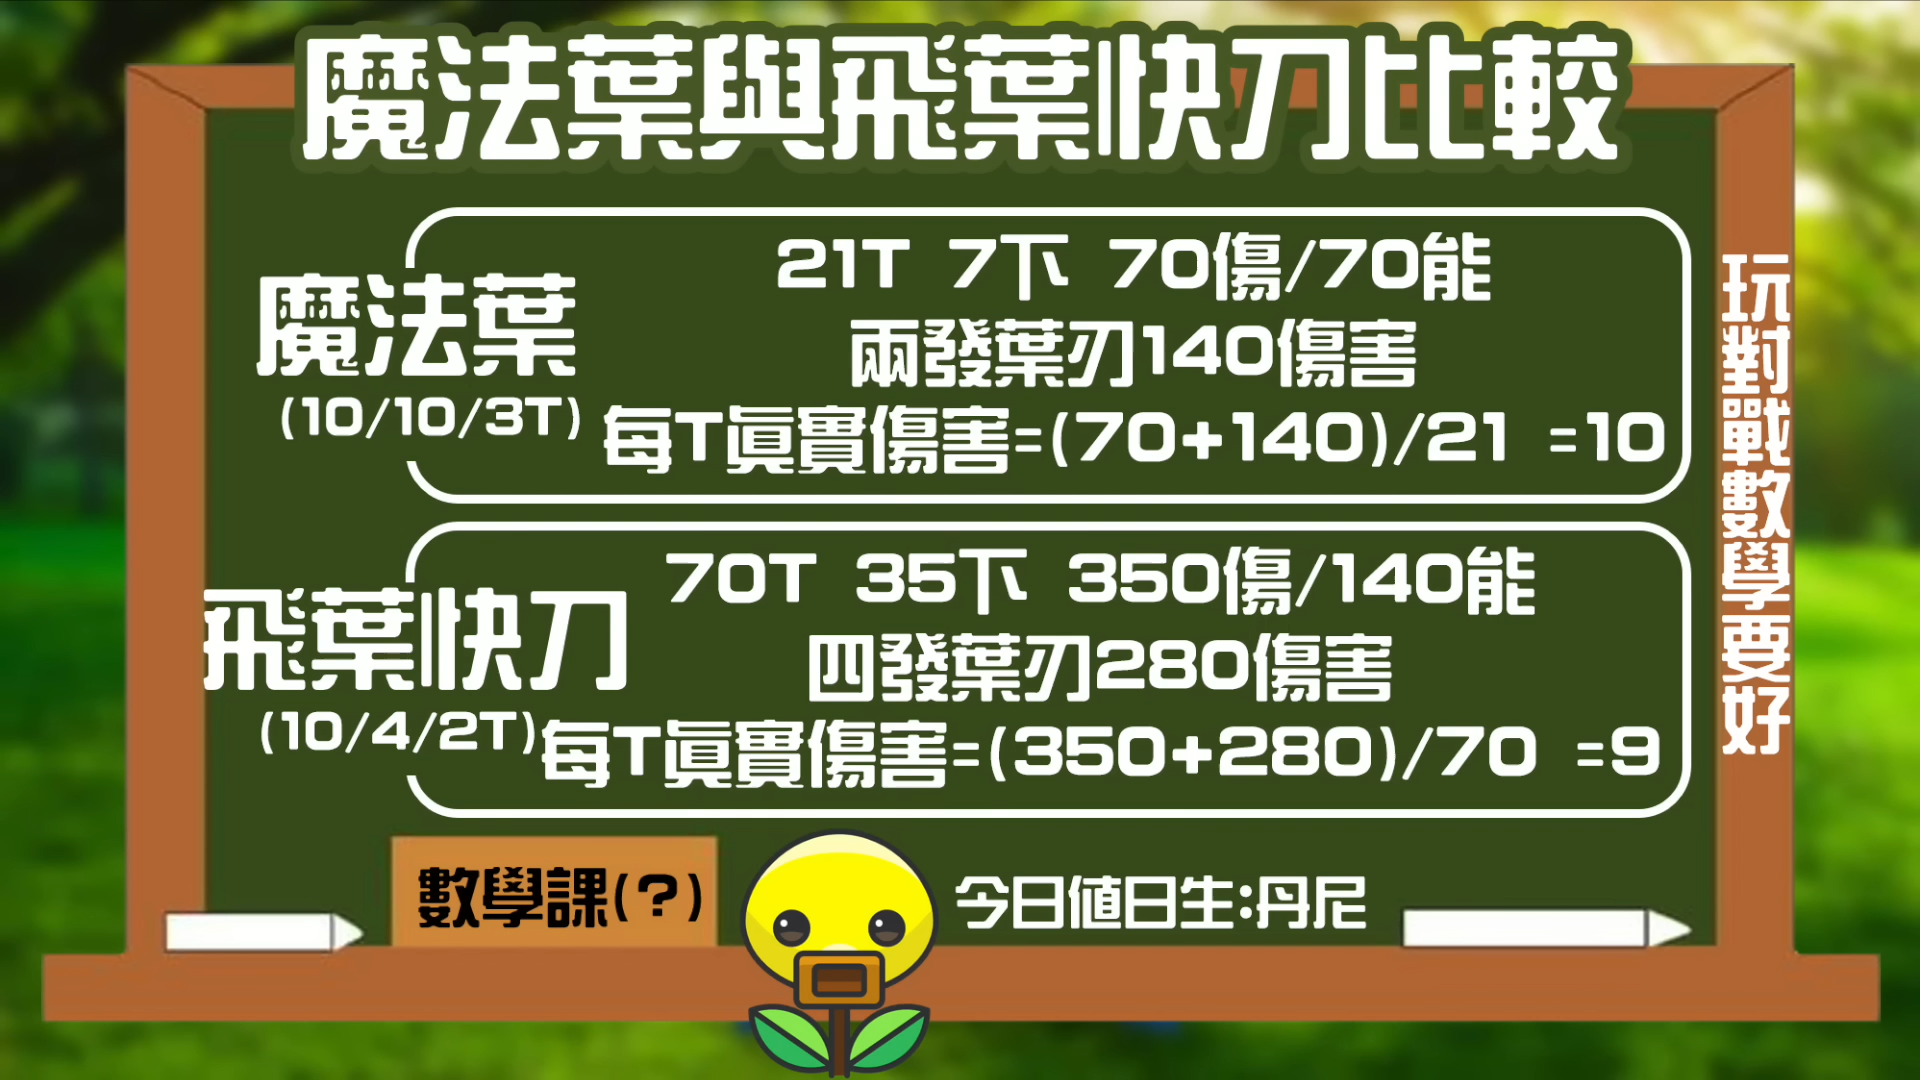 魔法葉與飛葉快刀比較
魔法葉
(10/10/3T)
21T 7下 70傷/70能
兩發葉刃140傷害
每T眞實傷害=(70+140)/21 =10
飛葉快刀
(10/4/2T)
70T 35下 350傷/140能
四發葉刃280傷害
每T眞實傷害=(350+280)/70 =9
玩對戰數學要好
數學課(?)
今日値日生:丹尼